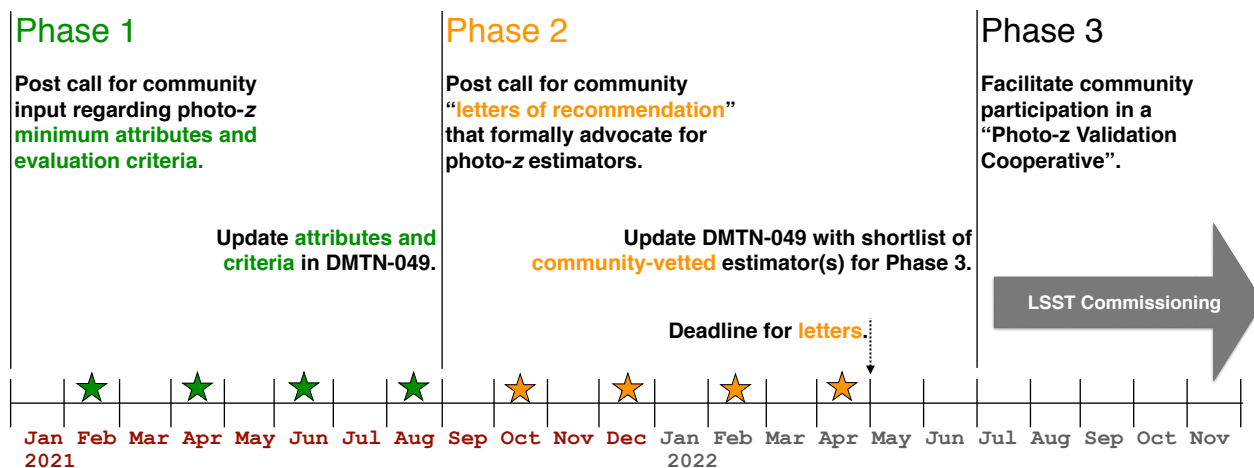 Phase 1
Post call for community
input regarding photo-z
minimum attributes and
evaluation criteria.
Update attributes and
criteria in DMTN-049.
Phase 2
Post call for community
“letters of recommendation”
that formally advocate for
photo-z estimators.
Update DMTN-049 with shortlist of
community-vetted estimator(s) for Phase 3.
Deadline for letters.
Phase 3
Facilitate community
participation in a
“Photo-z Validation
Cooperative”.
LSST Commissioning
Jan Feb Mar Apr May Jun Jul Aug Sep Oct Nov Dec Jan Feb Mar Apr May Jun Jul Aug Sep Oct Nov
2021 2022